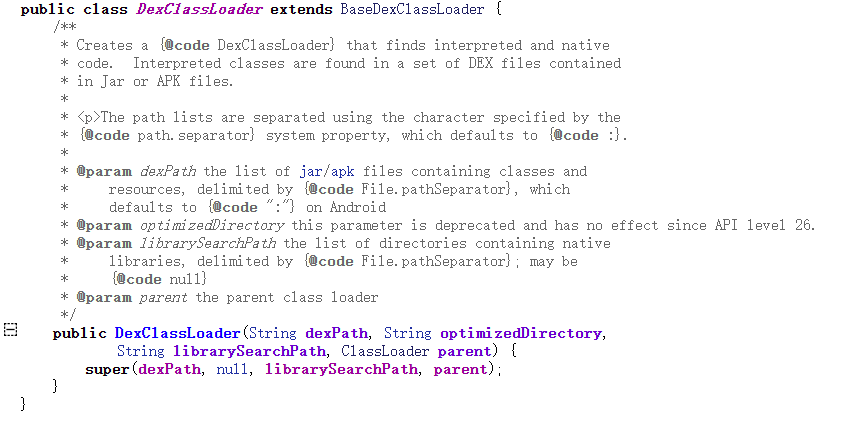 public class DexClassLoader extends BaseDexClassLoader {
    /**
     * Creates a {@code DexClassLoader} that finds interpreted and native
     * code.  Interpreted classes are found in a set of DEX files contained
     * in Jar or APK files.
     *
     * <p>The path lists are separated using the character specified by the
     * {@code path.separator} system property, which defaults to {@code :}.
     *
     * @param dexPath the list of jar/apk files containing classes and
     *     resources, delimited by {@code File.pathSeparator}, which
     *     defaults to {@code ":"} on Android
     * @param optimizedDirectory this parameter is deprecated and has no effect since API level 26.
     * @param librarySearchPath the list of directories containing native
     *     libraries, delimited by {@code File.pathSeparator}; may be
     *     {@code null}
     * @param parent the parent class loader
     */
    public DexClassLoader(String dexPath, String optimizedDirectory,
            String librarySearchPath, ClassLoader parent) {
        super(dexPath, null, librarySearchPath, parent);
    }
}